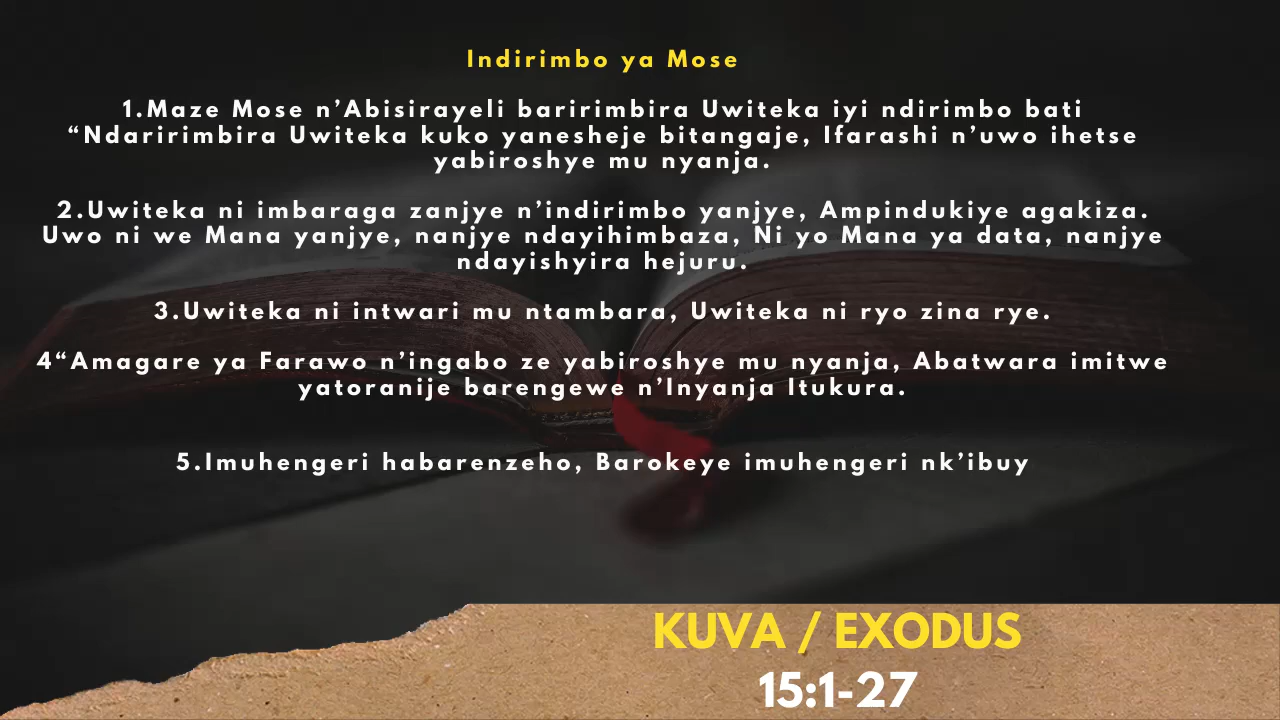 Indirimbo ya Mose
1.Maze Mose n’Abisirayeli baririmbira Uwiteka iyi ndirimbo bati
“Ndaririmbira Uwiteka kuko yanesheje bitangaje, Ifarashi n’uwo ihetse
yabiroshye mu nyanja.
2.Uwiteka ni imbaraga zanjye n’indirimbo yanjye, Ampindukiye agakiza.
Uwo ni we Mana yanjye, nanjye ndayihimbaza, Ni yo Mana ya data, nanjye
ndayishyira hejuru.
3.Uwiteka ni intwari mu ntambara, Uwiteka ni ryo zina rye.
4“Amagare ya Farawo n’ingabo ze yabiroshye mu nyanja, Abatwara imitwe
yatoranije barengewe n’Inyanja Itukura.
5.Imuhengeri habarenzeho, Barokeye imuhengeri nk’ibuy
KUVA / EXODUS
15:1-27